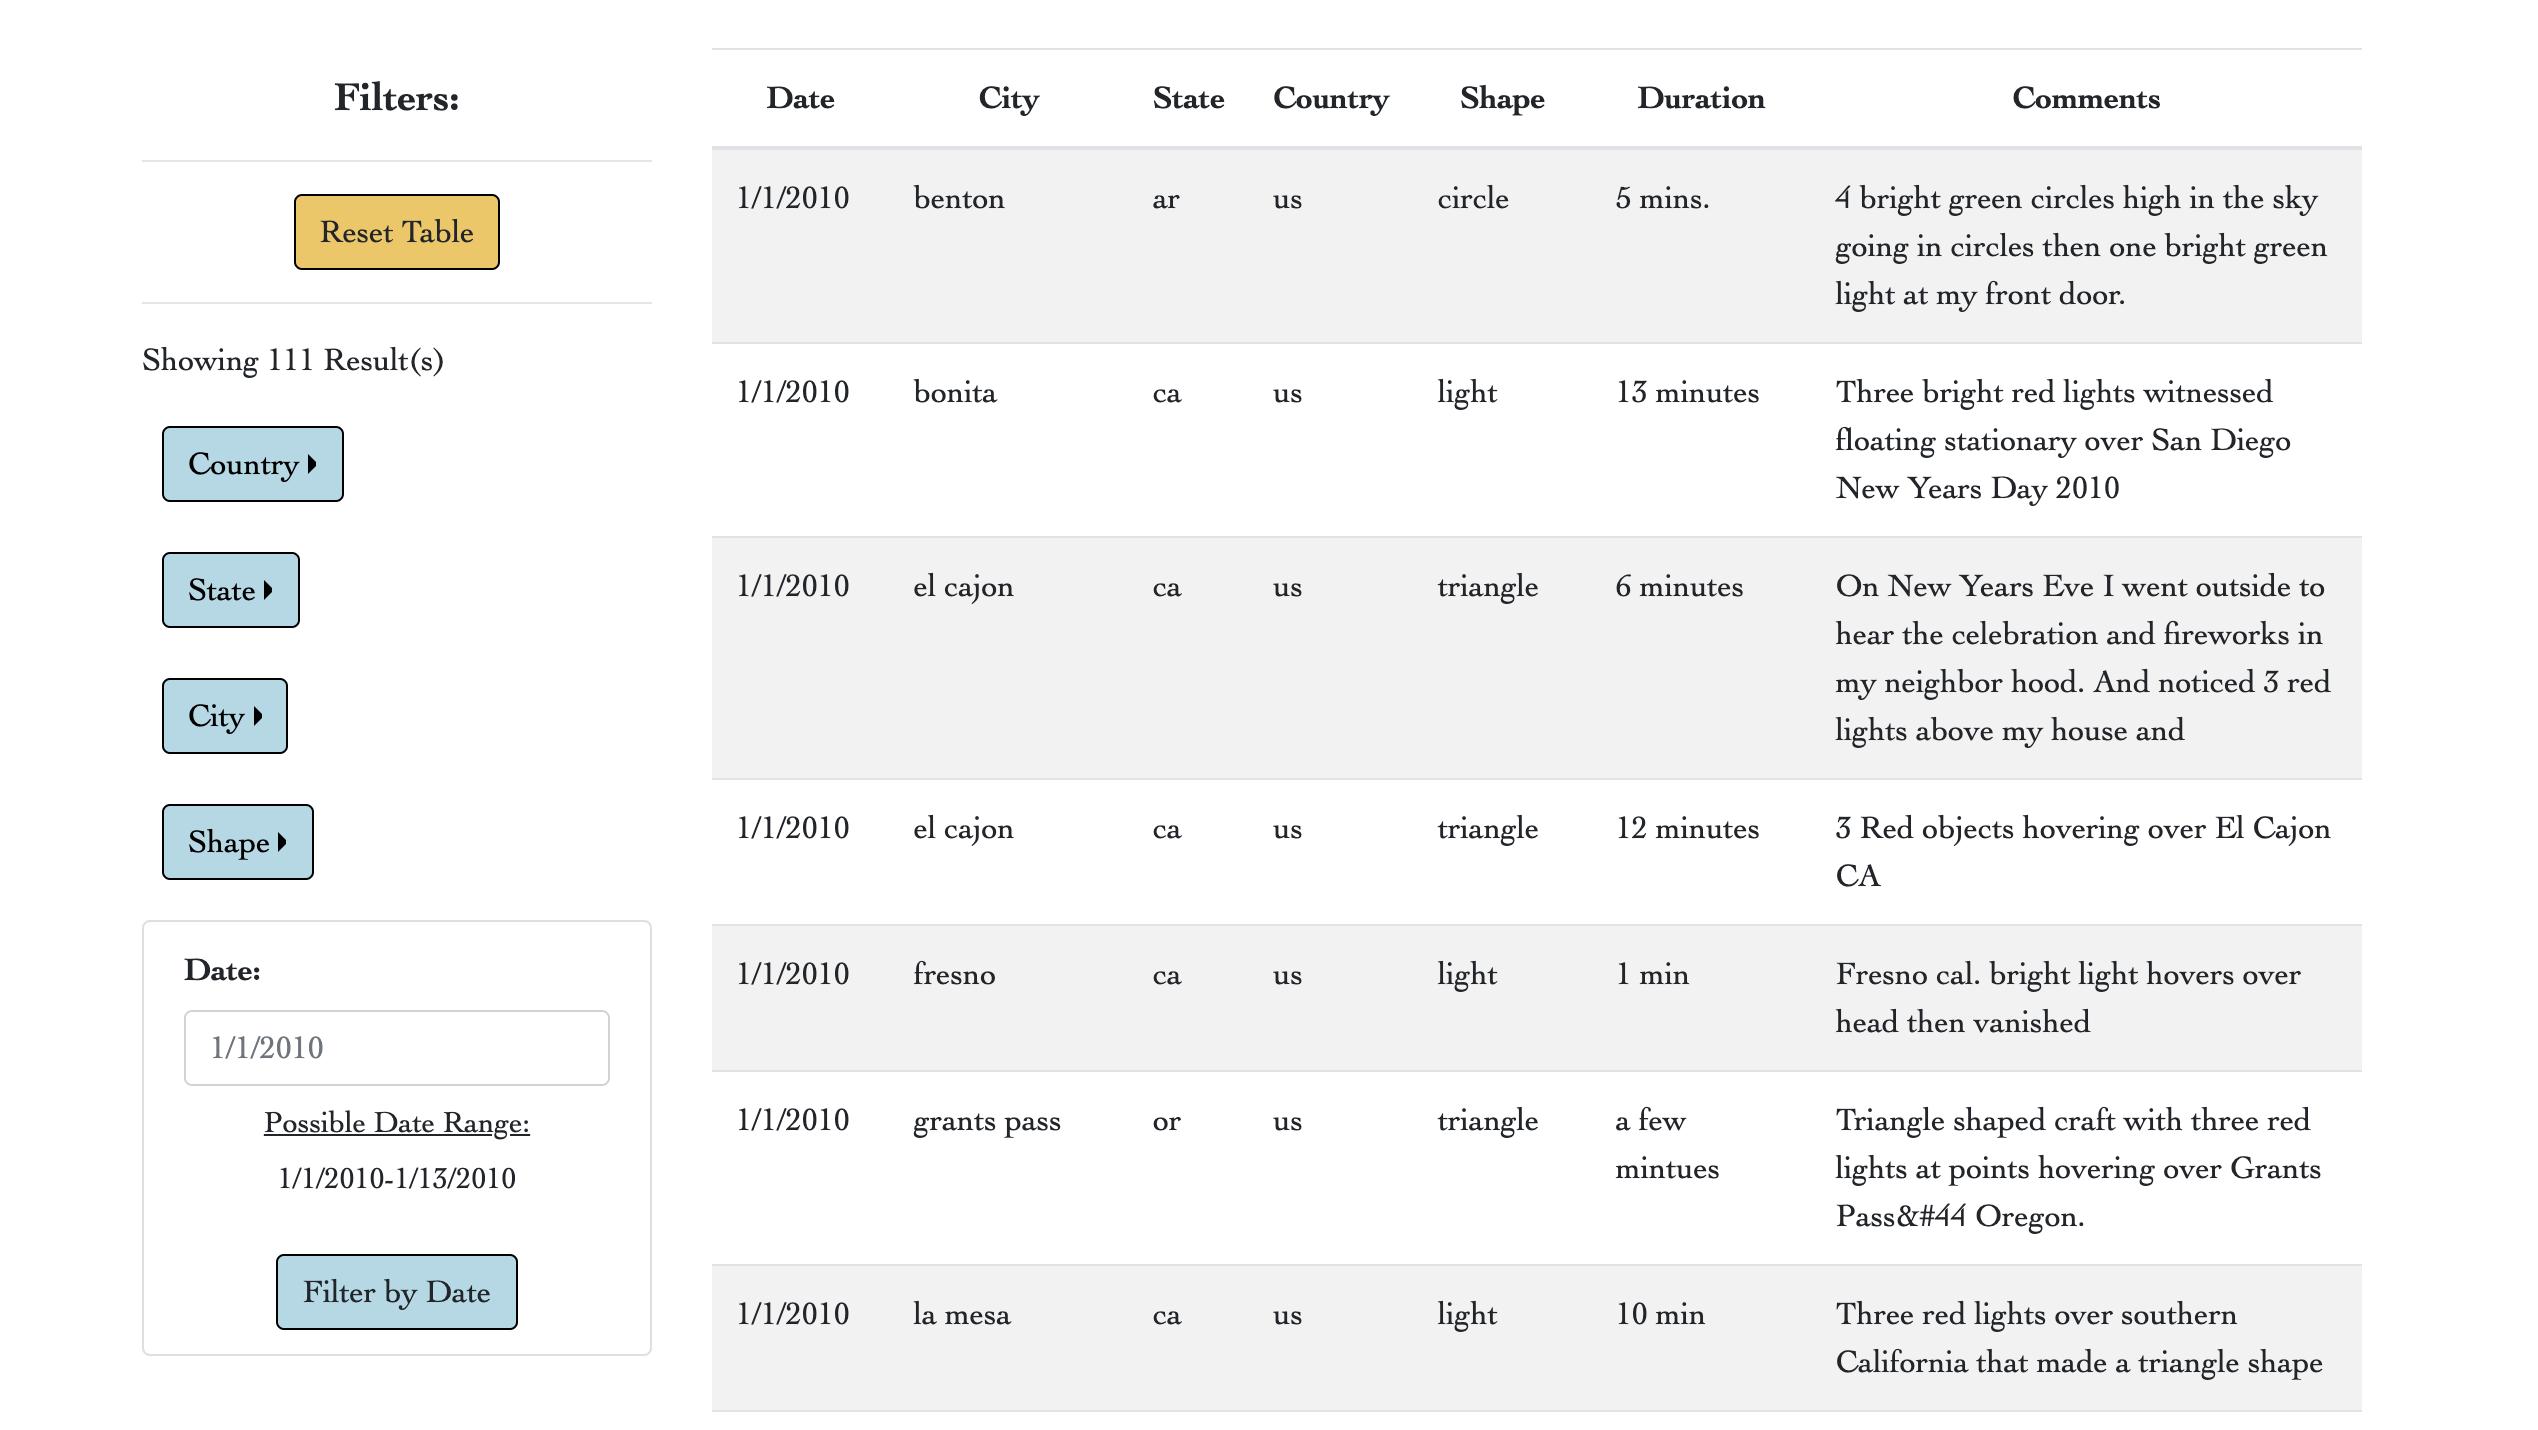 Filters:
Reset Table
Showing 111 Result(s)
Country
State
City
Shape
Date:
1/1/2010
Possible Date Range:
1/1/2010-1/13/2010
Filter by Date
Date City State Country Shape Duration Comments
1/1/2010 benton ar us circle 5 mins. 4 bright green circles high in the sky
going in circles then one bright green
light at my front door.
1/1/2010 bonita ca us light 13 minutes Three bright red lights witnessed
floating stationary over San Diego
New Years Day 2010
1/1/2010 el cajon ca us triangle 6 minutes On New Years Eve I went outside to
hear the celebration and fireworks in
my neighbor hood. And noticed 3 red
lights above my house and
1/1/2010 el cajon ca us triangle 12 minutes 3 Red objects hovering over El Cajon
CA
1/1/2010 fresno ca us light 1 min Fresno cal. bright light hovers over
head then vanished
1/1/2010 grants pass or us triangle a few Triangle shaped craft with three red
mintues lights at points hovering over Grants
Pass&#44 Oregon.
1/1/2010 la mesa ca us light 10 min Three red lights over southern
California that made a triangle shape